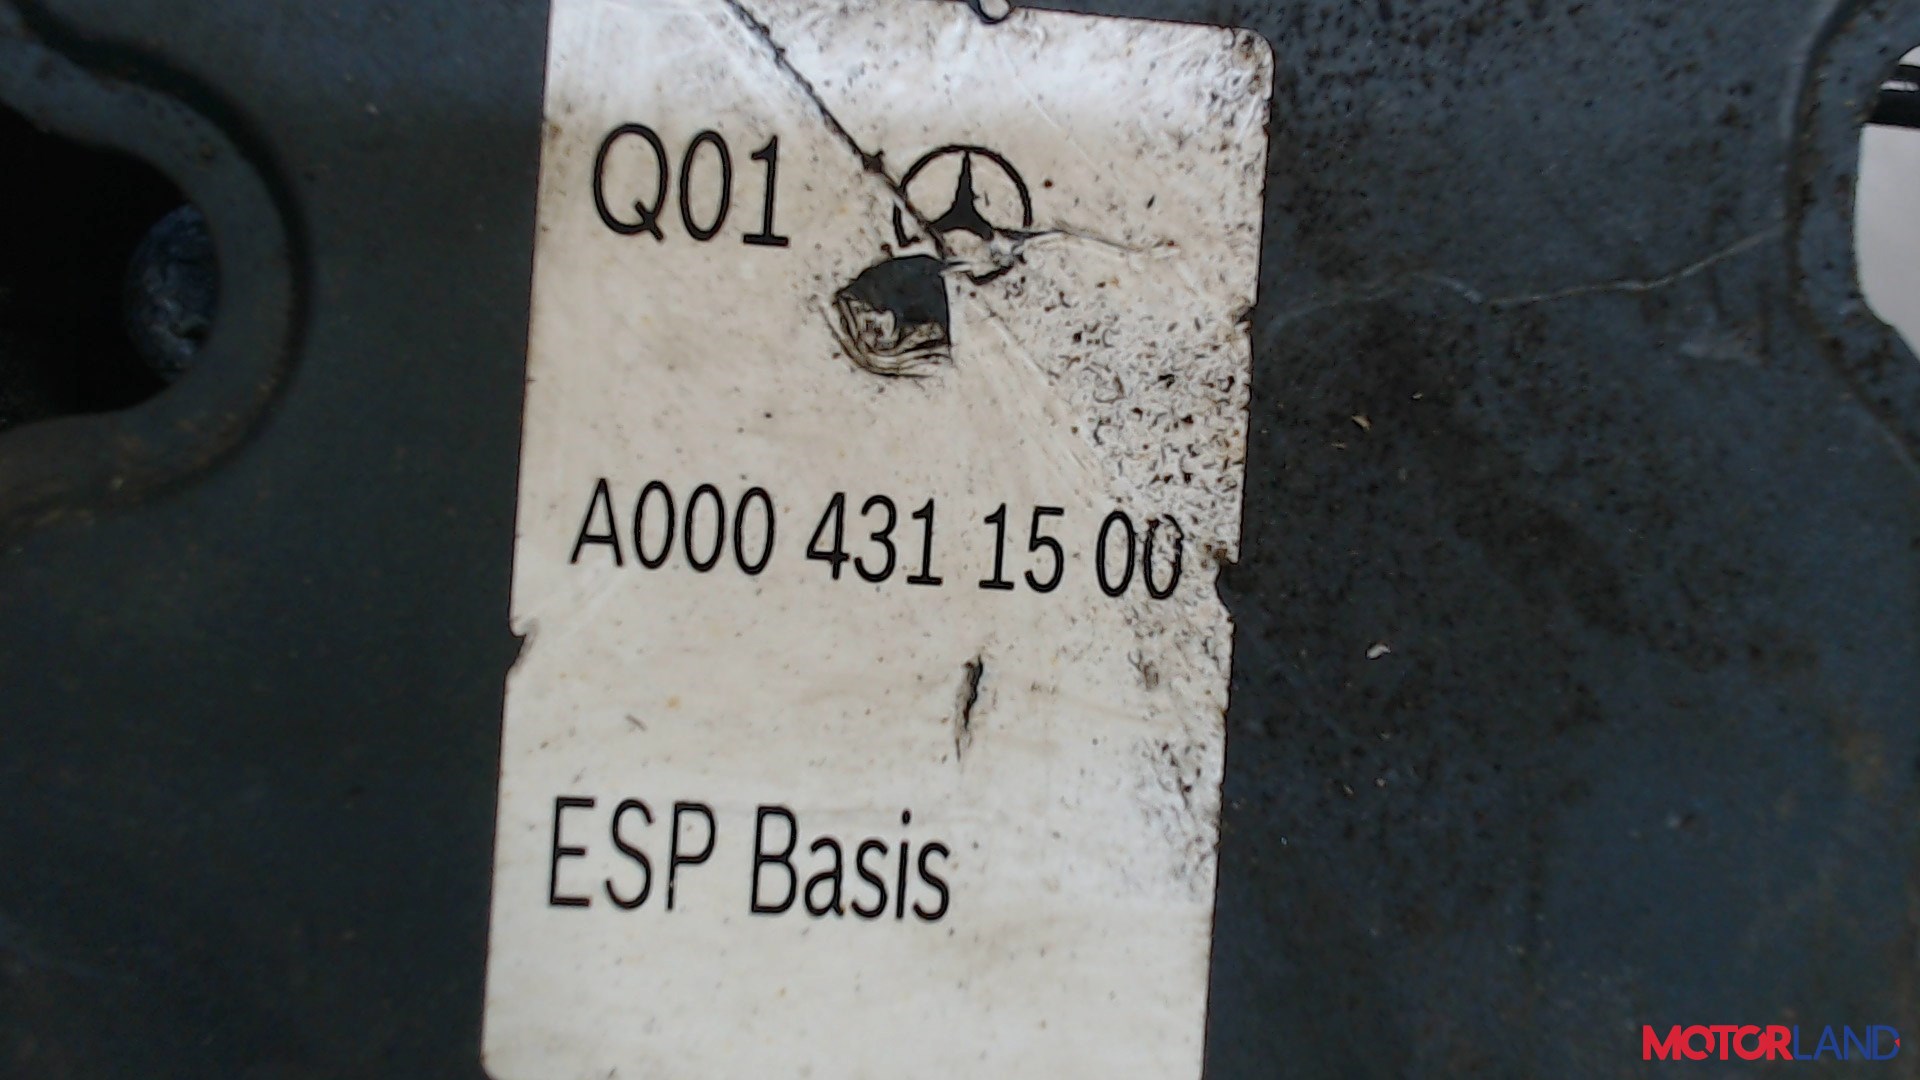 Q01
A000 431 15 00
ESP Basis
MOTORLAND